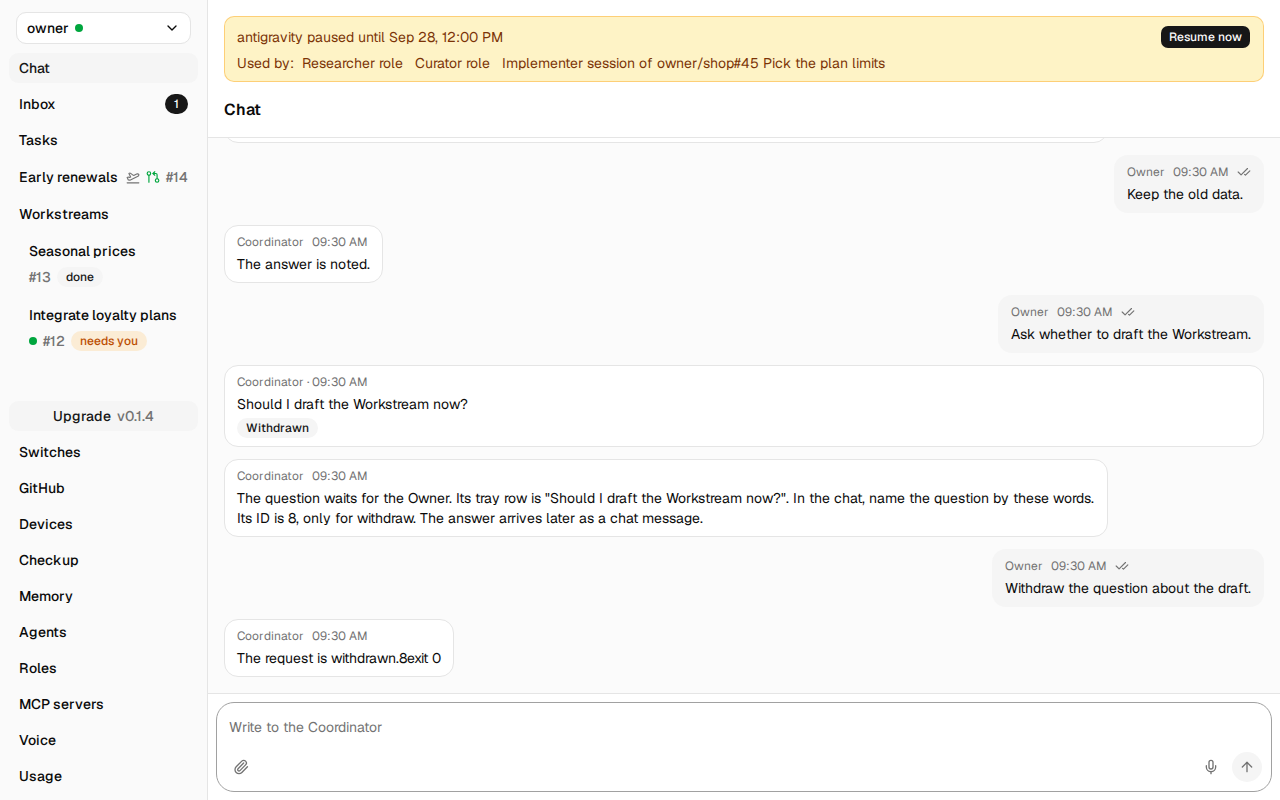 owner
Chat
Inbox
1
Tasks
Early renewals #14
Workstreams
Seasonal prices
#13 done
Integrate loyalty plans
#12 needs you
Upgrade v0.1.4
Switches
GitHub
Devices
Checkup
Memory
Agents
Roles
MCP servers
Voice
Usage
antigravity paused until Sep 28, 12:00 PM
Resume now
Used by: Researcher role Curator role Implementer session of owner/shop#45 Pick the plan limits
Chat
Owner 09:30 AM
Keep the old data.
Coordinator 09:30 AM
The answer is noted.
Owner 09:30 AM
Ask whether to draft the Workstream.
Coordinator · 09:30 AM
Should I draft the Workstream now?
Withdrawn
Coordinator 09:30 AM
The question waits for the Owner. Its tray row is "Should I draft the Workstream now?". In the chat, name the question by these words.
Its ID is 8, only for withdraw. The answer arrives later as a chat message.
Owner 09:30 AM
Withdraw the question about the draft.
Coordinator 09:30 AM
The request is withdrawn.8exit 0
Write to the Coordinator